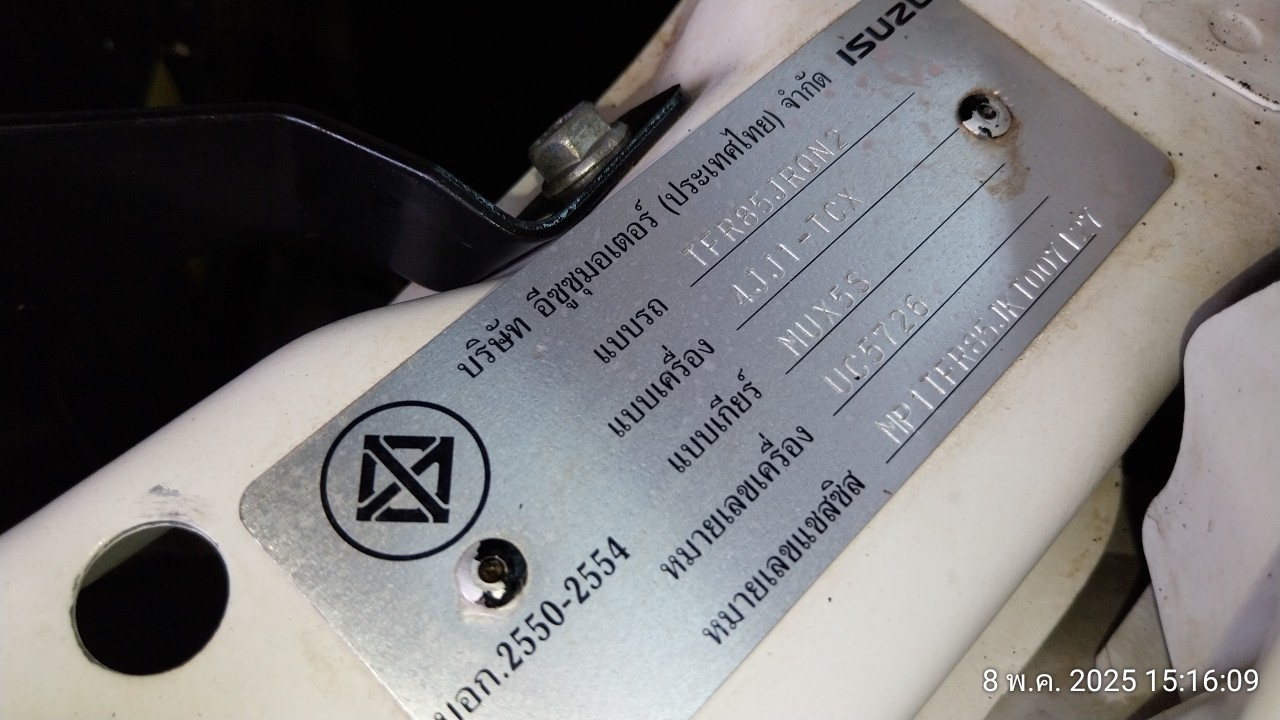 ISUZU
บริษัท อีซูซุมอเตอร์ (ประเทศไทย) จำกัด
แบบรถ TFR85JRQN2
แบบเครื่อง 4JJ1-TCX
แบบเกียร์ MUX5S
หมายเลขเครื่อง UC5726
หมายเลขแชสซิส MP1TFR85JKT007127
มอก.2550-2554
8 พ.ค. 2025 15:16:09